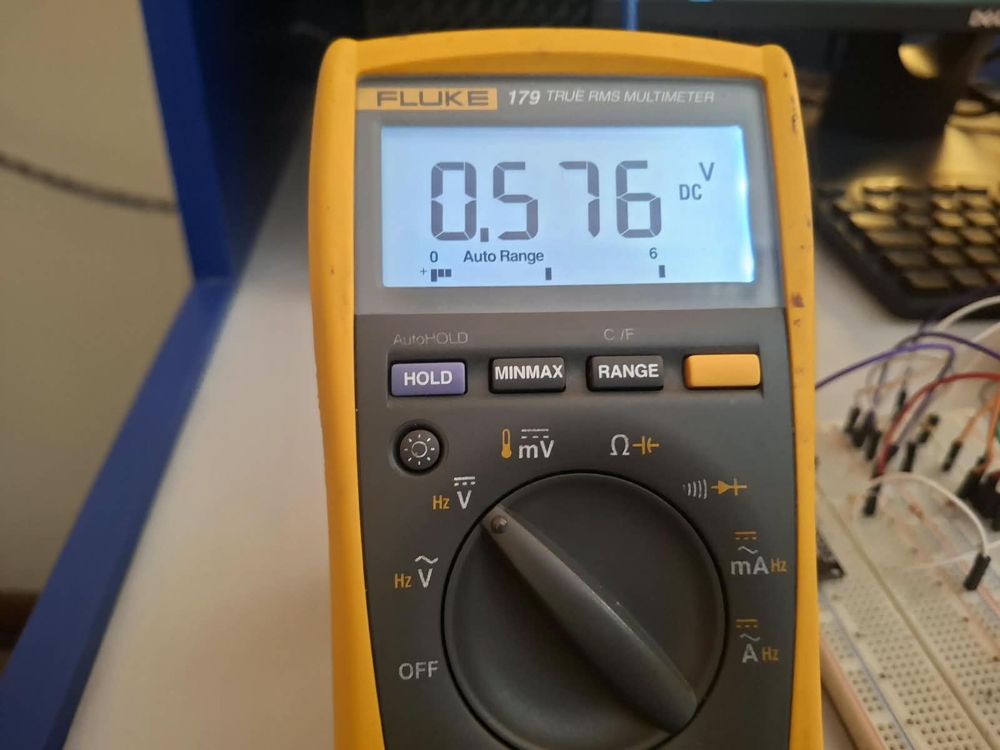 FLUKE 179 TRUE RMS MULTIMETER
0.576 V DC
0 Auto Range 6
+
AutoHOLD C /F
HOLD MINMAX RANGE
mV Ω
Hz V
mA Hz
Hz V
A Hz
OFF